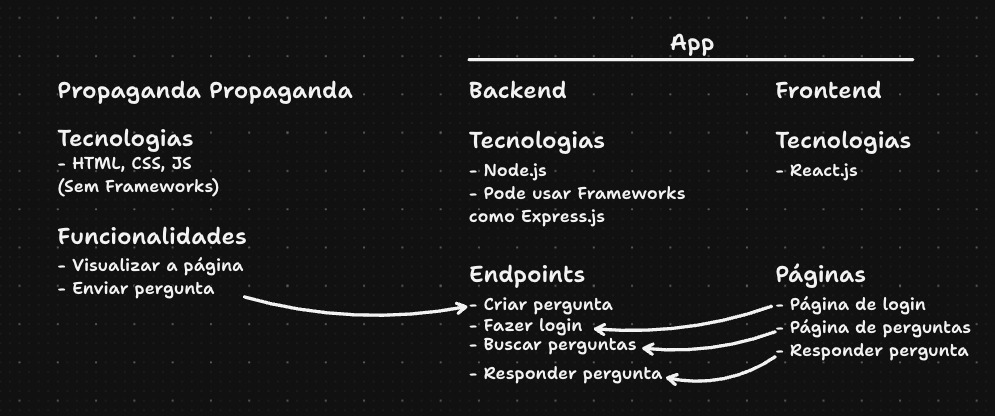 App
Propaganda Propaganda
Tecnologias
- HTML, CSS, JS
(Sem Frameworks)
Funcionalidades
- Visualizar a página
- Enviar pergunta
Backend
Tecnologias
- Node.js
- Pode usar Frameworks
como Express.js
Endpoints
- Criar pergunta
- Fazer login
- Buscar perguntas
- Responder pergunta
Frontend
Tecnologias
- React.js
Páginas
- Página de login
- Página de perguntas
- Responder pergunta